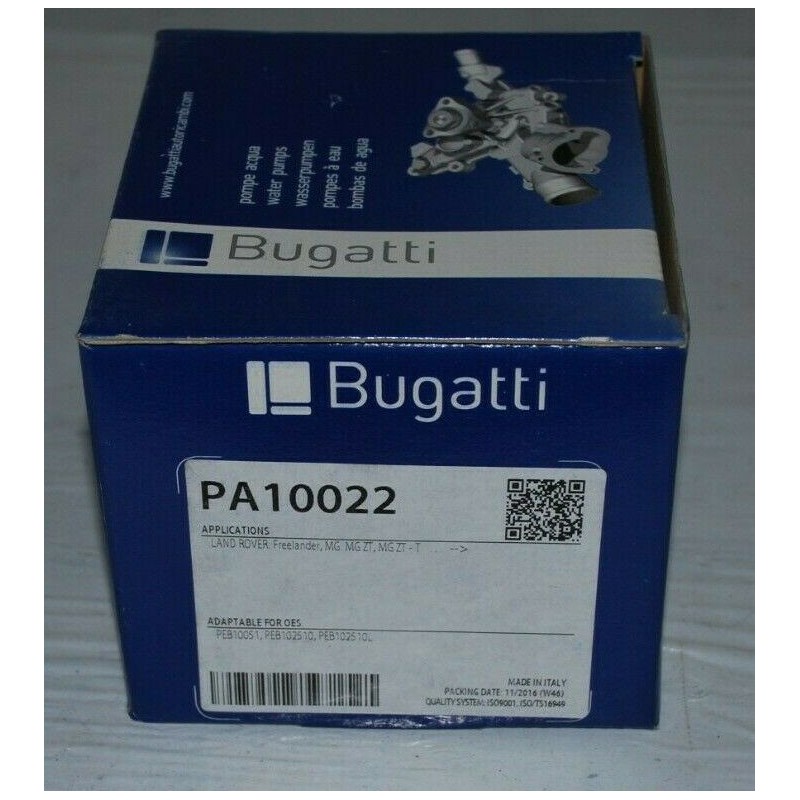 www.bugattiautoricambi.com
pompe acqua
water pumps
wasserpumpen
pompes à eau
bombas de agua
Bugatti
Bugatti
PA10022
APPLICATIONS
LAND ROVER: Freelander, MG: MG ZT, MG ZT - T -->
ADAPTABLE FOR OES
PEB10051, PEB102510, PEB102510L
MADE IN ITALY
PACKING DATE: 11/2016 (W46)
QUALITY SYSTEM: ISO9001, ISO/TS16949